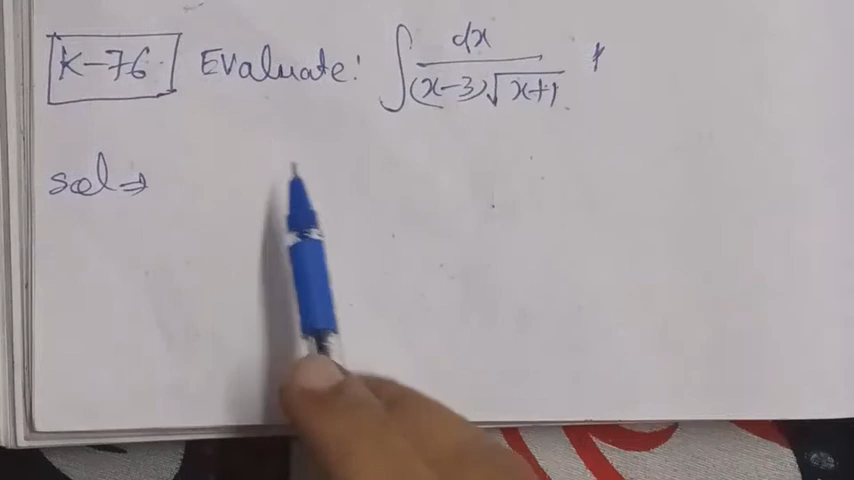 K-76 Evaluate: ∫ dx / (x-3)√x+1
sol⇒